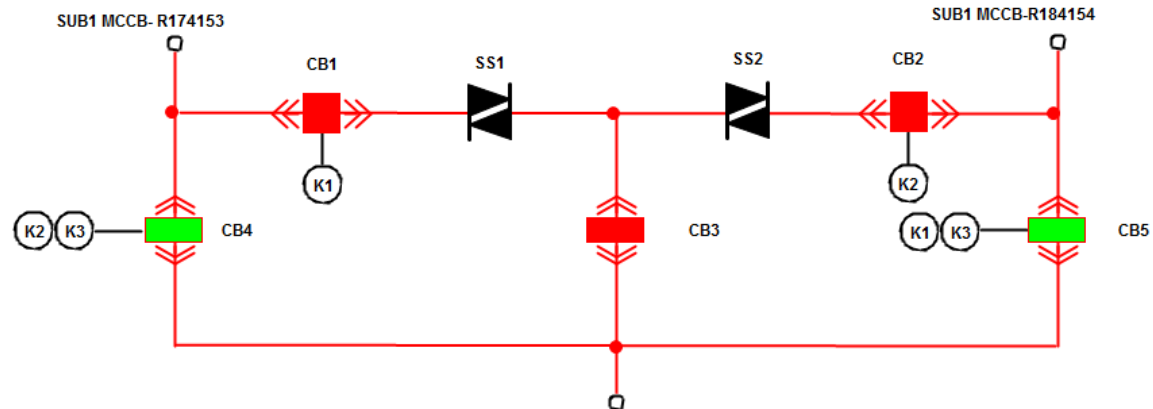 SUB1 MCCB- R174153
SUB1 MCCB-R184154
CB1
SS1
SS2
CB2
K1
K2
K2 K3
CB4
CB3
K1 K3
CB5